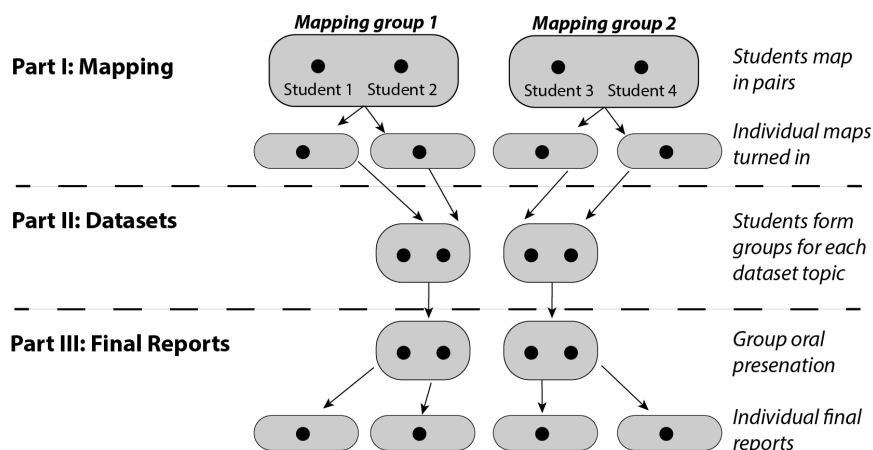 Mapping group 1
Mapping group 2
Part I: Mapping
Student 1 Student 2
Student 3 Student 4
Students map
in pairs
Individual maps
turned in
Part II: Datasets
Students form
groups for each
dataset topic
Part III: Final Reports
Group oral
presenation
Individual final
reports